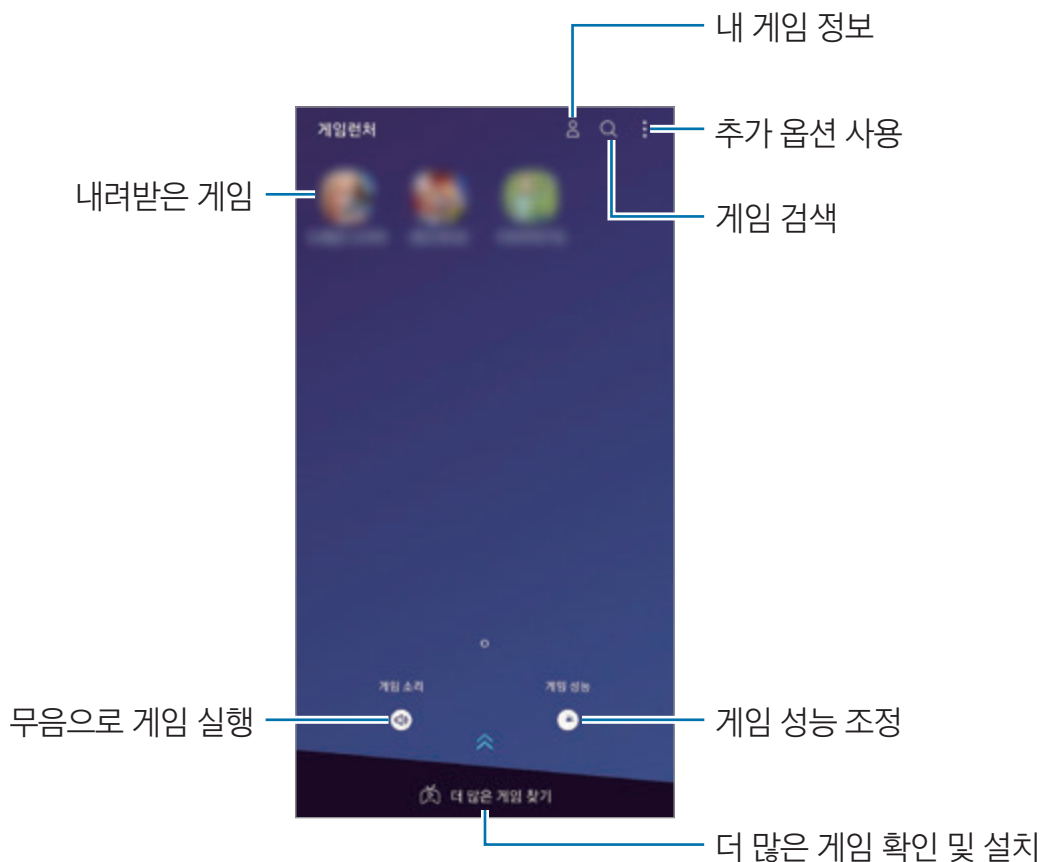 내 게임 정보
게임런처
추가 옵션 사용
내려받은 게임
게임 검색
게임 소리
게임 성능
무음으로 게임 실행
게임 성능 조정
더 많은 게임 찾기
더 많은 게임 확인 및 설치